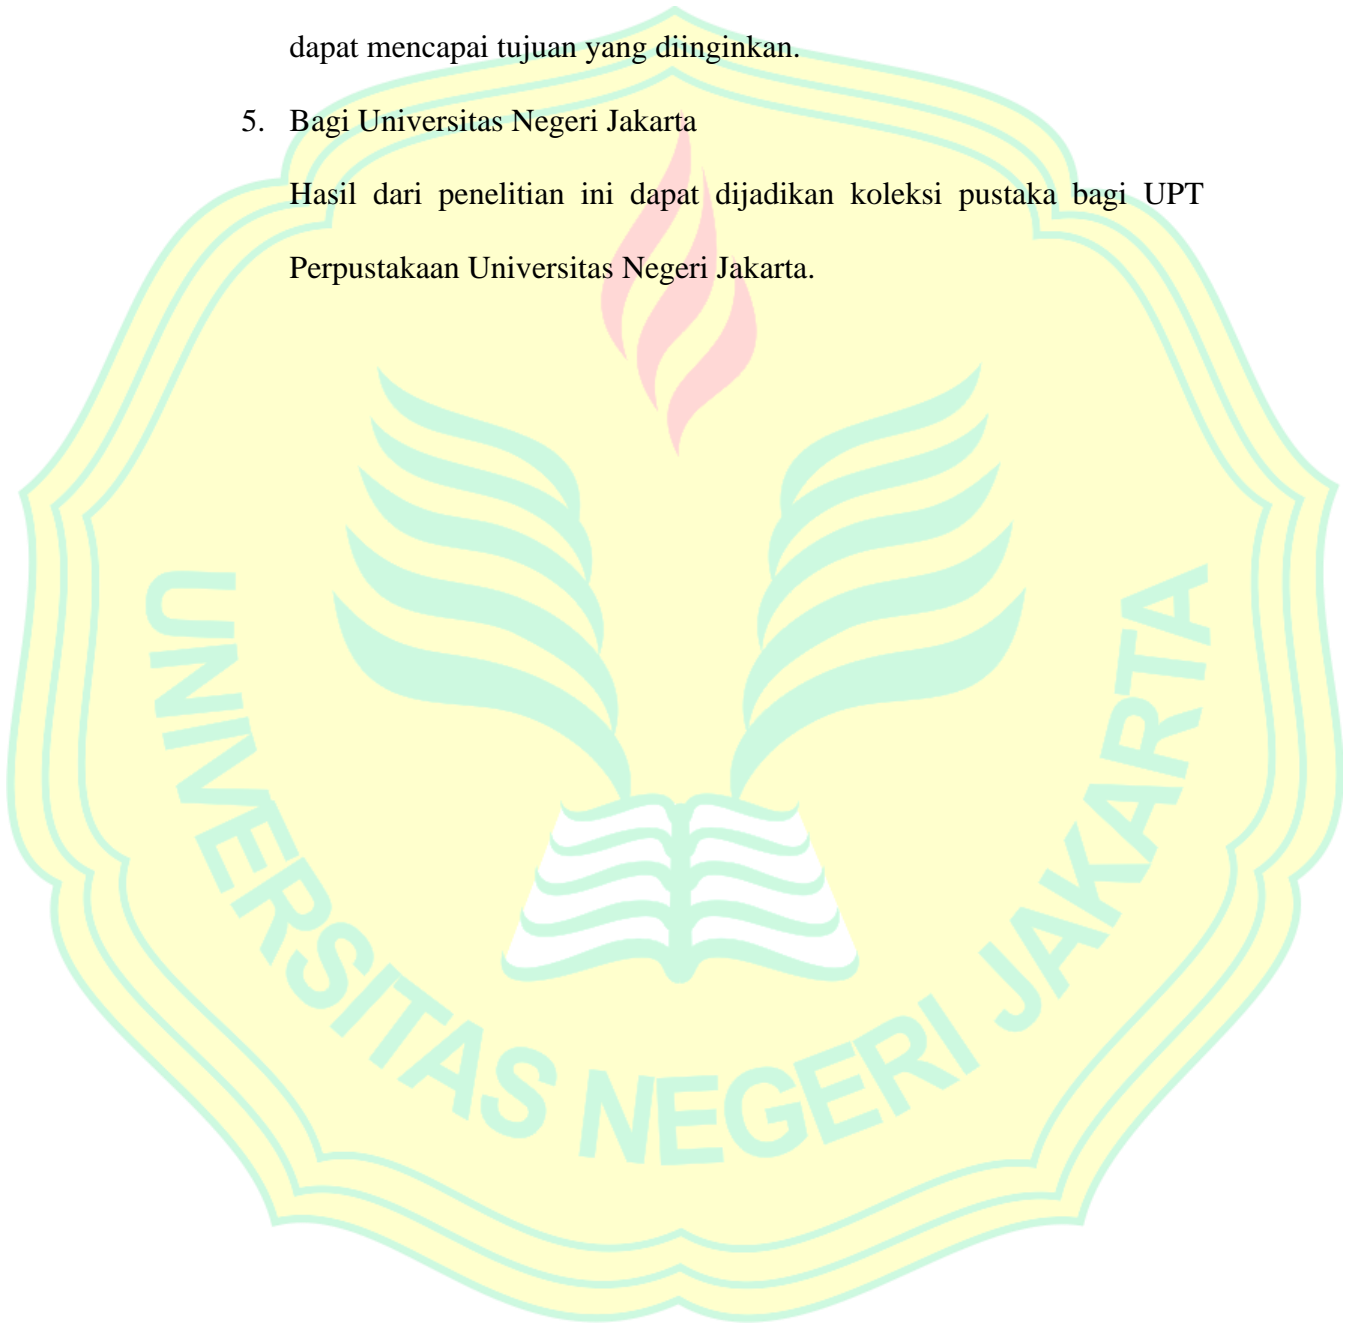 dapat mencapai tujuan yang diinginkan.
5. Bagi Universitas Negeri Jakarta
Hasil dari penelitian ini dapat dijadikan koleksi pustaka bagi UPT
Perpustakaan Universitas Negeri Jakarta.
UNIVERSITAS NEGERI JAKARTA